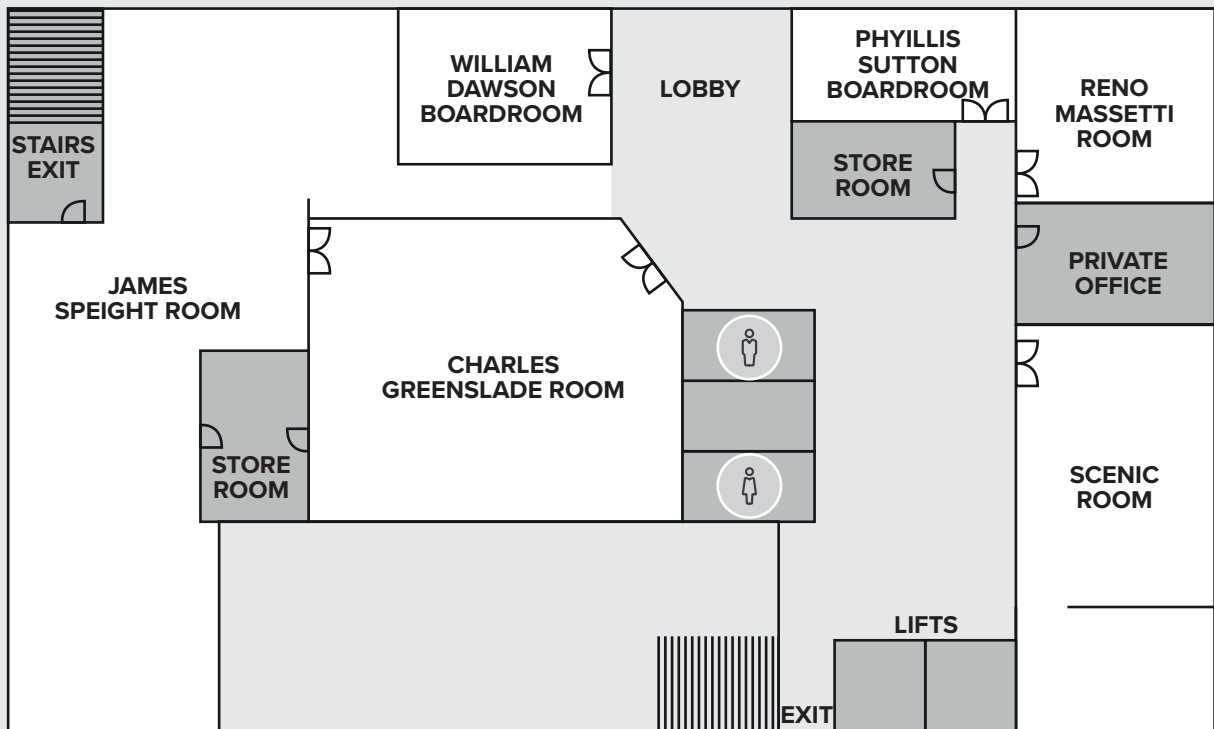 WILLIAM
DAWSON
BOARDROOM
LOBBY
PHYILLIS
SUTTON
BOARDROOM
RENO
MASSETTI
ROOM
STAIRS
EXIT
STORE
ROOM
JAMES
SPEIGHT ROOM
PRIVATE
OFFICE
CHARLES
GREENSLADE ROOM
STORE
ROOM
SCENIC
ROOM
LIFTS
EXIT